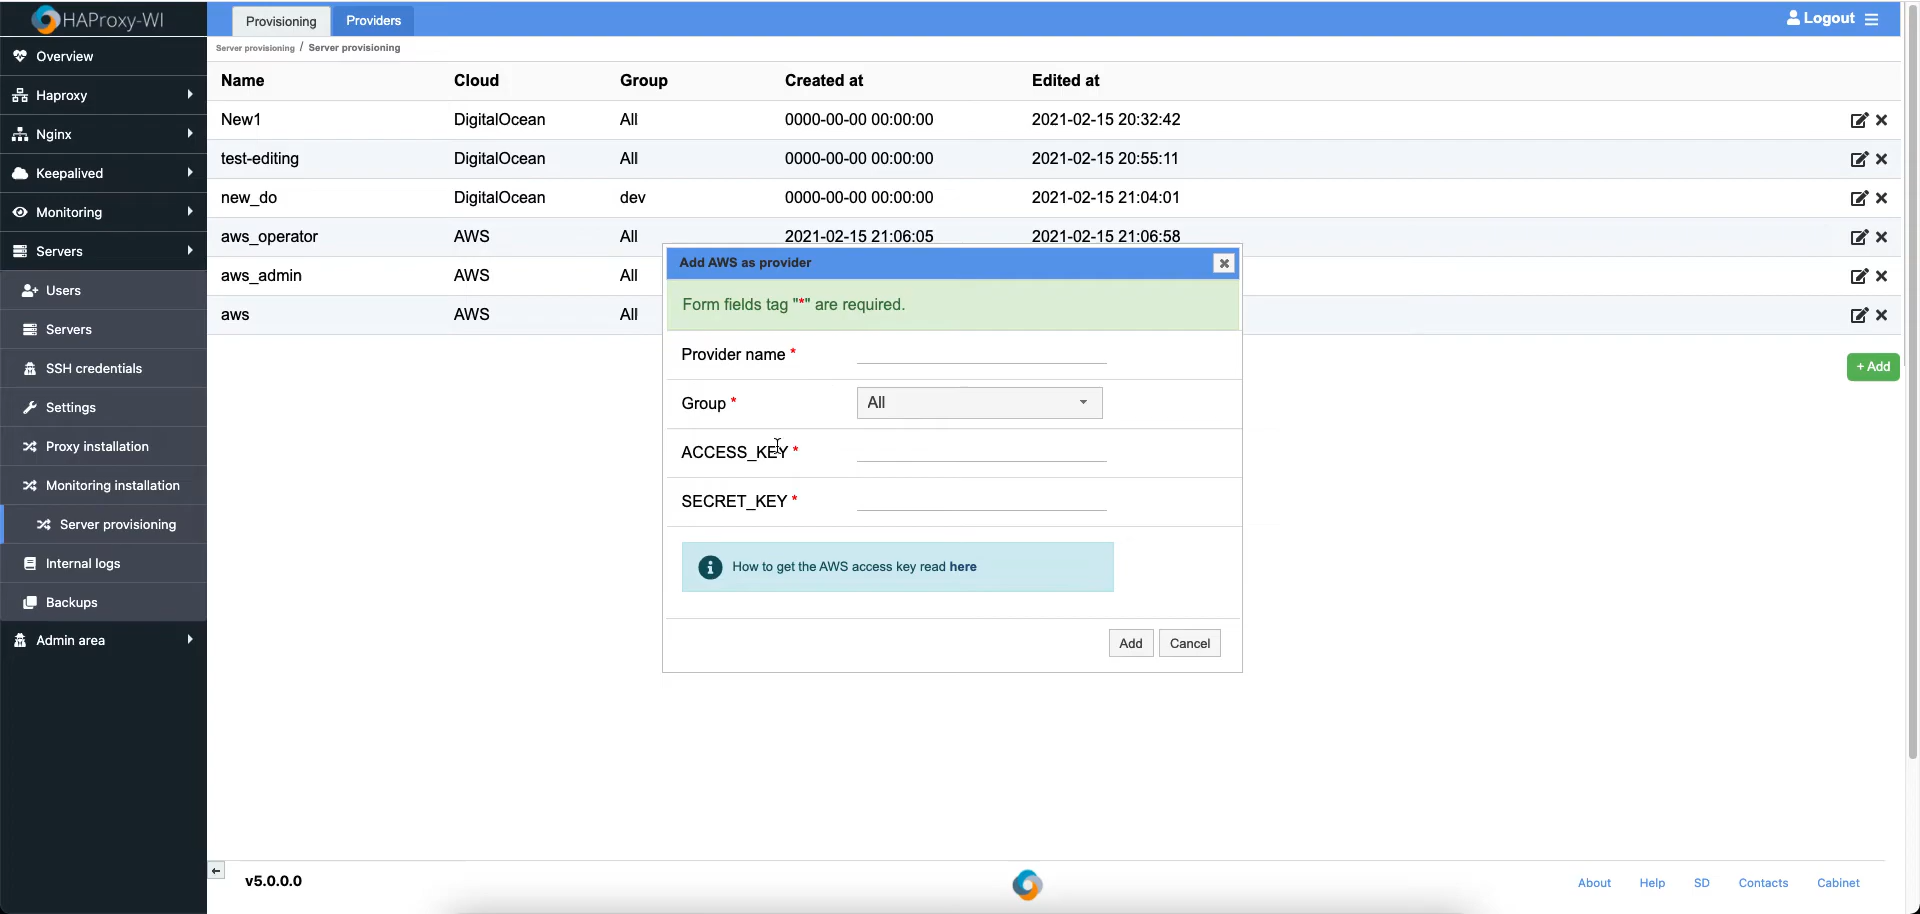 HAProxy-WI
Provisioning
Providers
Logout
Server provisioning / Server provisioning
Overview
Haproxy
Nginx
Keepalived
Monitoring
Servers
Users
Servers
SSH credentials
Settings
Proxy installation
Monitoring installation
Server provisioning
Internal logs
Backups
Admin area
Name Cloud Group Created at Edited at
New1 DigitalOcean All 0000-00-00 00:00:00 2021-02-15 20:32:42
test-editing DigitalOcean All 0000-00-00 00:00:00 2021-02-15 20:55:11
new_do DigitalOcean dev 0000-00-00 00:00:00 2021-02-15 21:04:01
aws_operator AWS All 2021-02-15 21:06:05 2021-02-15 21:06:58
aws_admin AWS All
aws AWS All
+ Add
Add AWS as provider
Form fields tag "*" are required.
Provider name *
Group * All
ACCESS_KEY *
SECRET_KEY *
How to get the AWS access key read here
Add Cancel
v5.0.0.0
About Help SD Contacts Cabinet